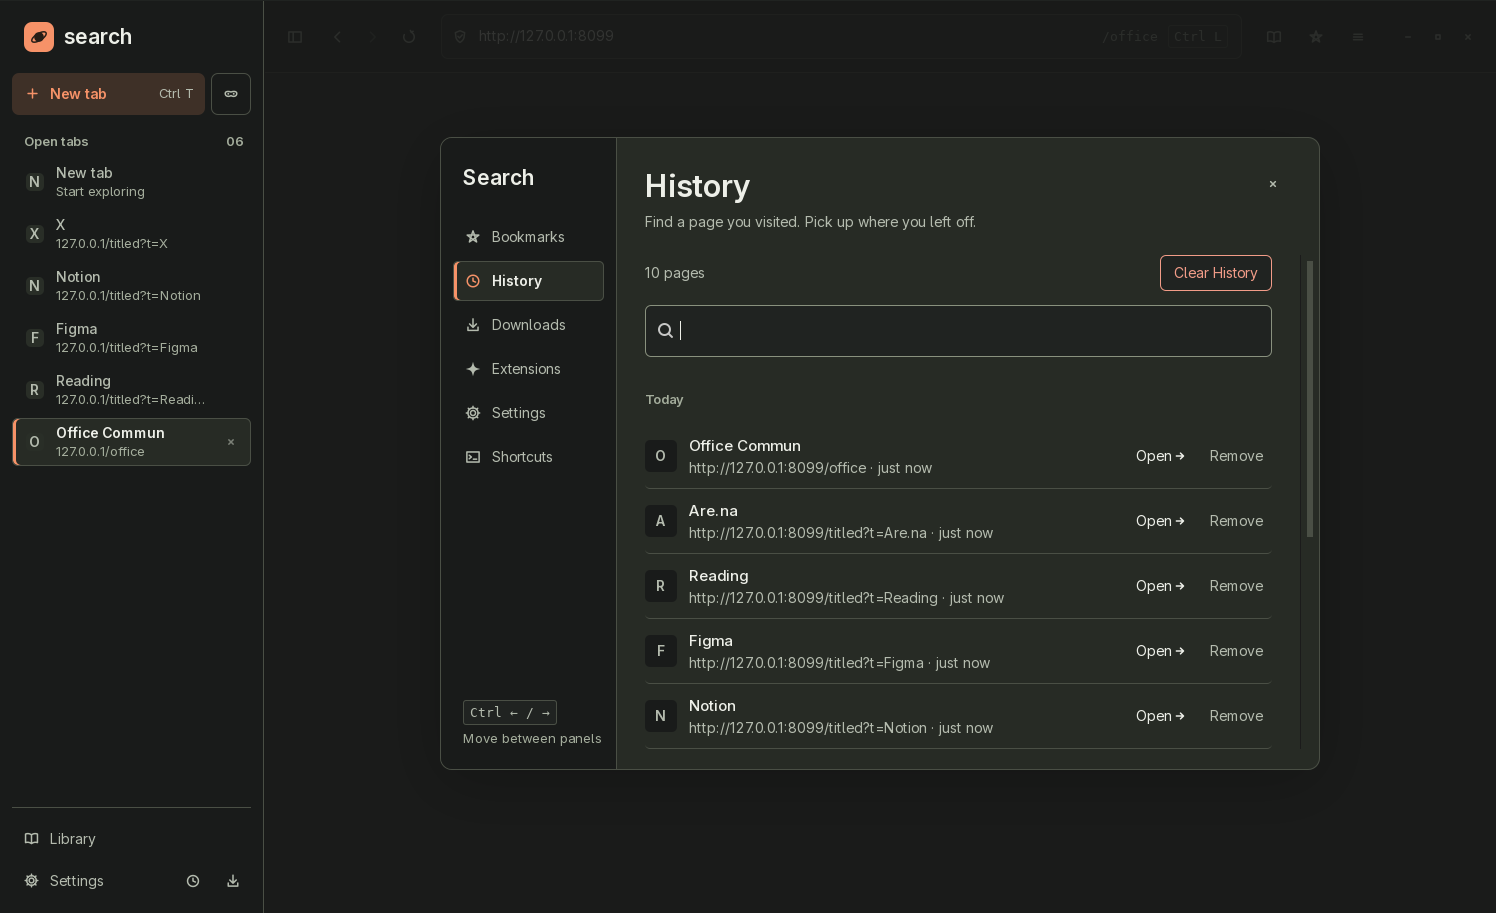 search
New tab Ctrl T
Open tabs 06
N New tab
Start exploring
X X
127.0.0.1/titled?t=X
N Notion
127.0.0.1/titled?t=Notion
F Figma
127.0.0.1/titled?t=Figma
R Reading
127.0.0.1/titled?t=Readi…
O Office Commun
127.0.0.1/office
Library
Settings
http://127.0.0.1:8099 /office Ctrl L
Search
Bookmarks
History
Downloads
Extensions
Settings
Shortcuts
Ctrl ← / →
Move between panels
History
Find a page you visited. Pick up where you left off.
10 pages Clear History
Today
O Office Commun
http://127.0.0.1:8099/office · just now Open → Remove
A Are.na
http://127.0.0.1:8099/titled?t=Are.na · just now Open → Remove
R Reading
http://127.0.0.1:8099/titled?t=Reading · just now Open → Remove
F Figma
http://127.0.0.1:8099/titled?t=Figma · just now Open → Remove
N Notion
http://127.0.0.1:8099/titled?t=Notion · just now Open → Remove